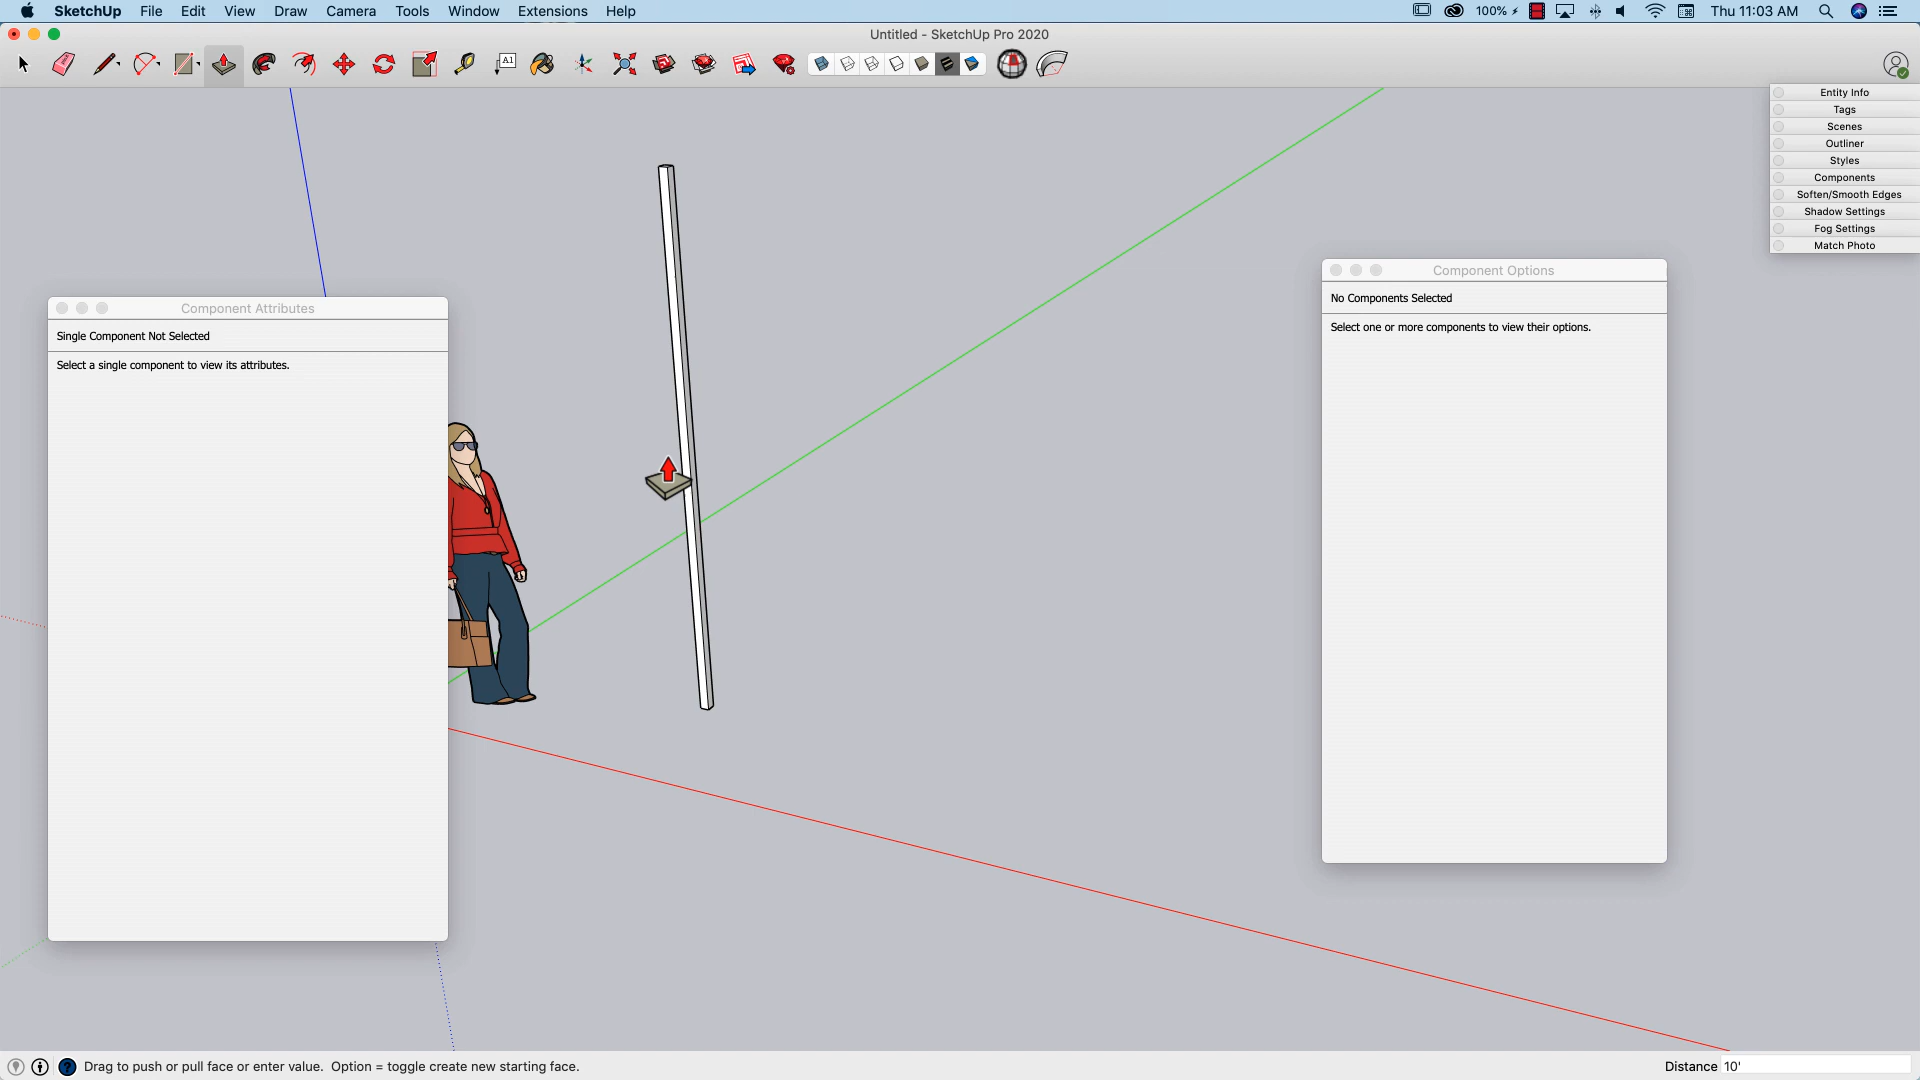 SketchUp File Edit View Draw Camera Tools Window Extensions Help 100% Thu 11:03 AM
Untitled - SketchUp Pro 2020
A1
Entity Info
Tags
Scenes
Outliner
Styles
Components
Soften/Smooth Edges
Shadow Settings
Fog Settings
Match Photo
Component Attributes
Single Component Not Selected
Select a single component to view its attributes.
Component Options
No Components Selected
Select one or more components to view their options.
Drag to push or pull face or enter value. Option = toggle create new starting face.
Distance 10'